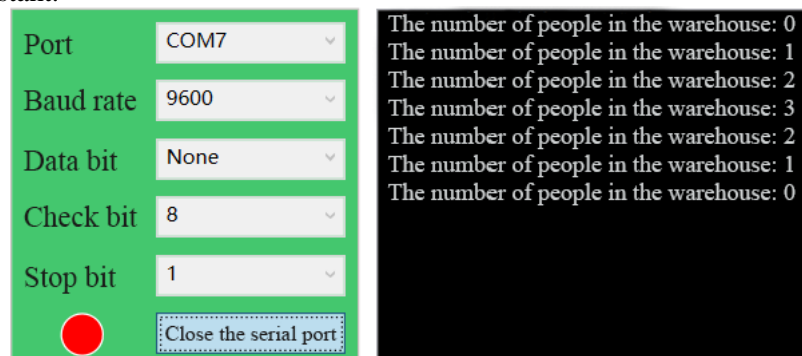 Port COM7
Baud rate 9600
Data bit None
Check bit 8
Stop bit 1
Close the serial port
The number of people in the warehouse: 0
The number of people in the warehouse: 1
The number of people in the warehouse: 2
The number of people in the warehouse: 3
The number of people in the warehouse: 2
The number of people in the warehouse: 1
The number of people in the warehouse: 0